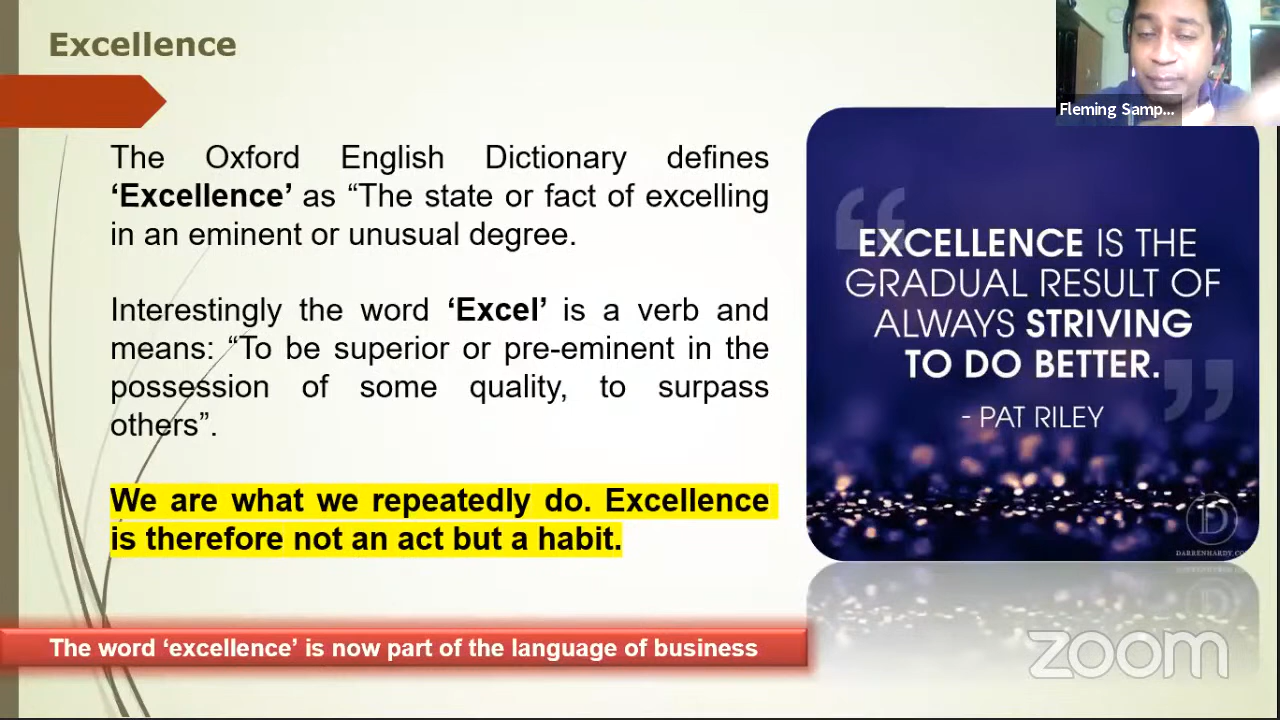 Excellence
The Oxford English Dictionary defines
‘Excellence’ as “The state or fact of excelling
in an eminent or unusual degree.
Interestingly the word ‘Excel’ is a verb and
means: “To be superior or pre-eminent in the
possession of some quality, to surpass
others”.
We are what we repeatedly do. Excellence
is therefore not an act but a habit.
The word ‘excellence’ is now part of the language of business
Fleming Samp...
“
EXCELLENCE IS THE
GRADUAL RESULT OF
ALWAYS STRIVING
TO DO BETTER.
”
- PAT RILEY
D
DARRENHARDY.CO
zoom